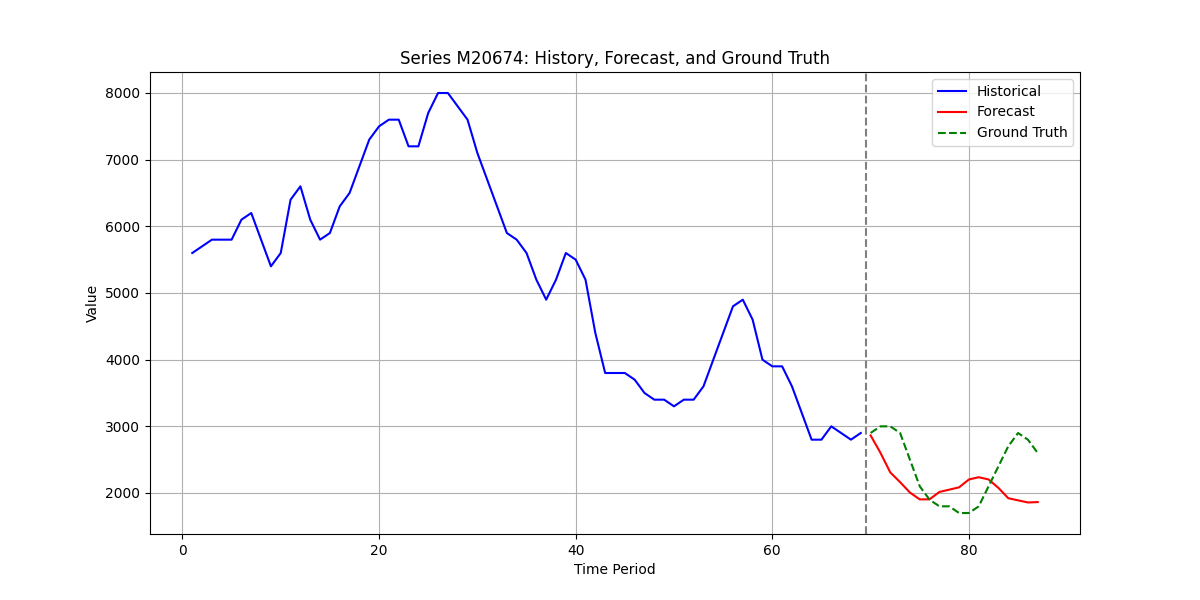 Series M20674: History, Forecast, and Ground Truth
Historical
Forecast
Ground Truth
8000
7000
6000
5000
4000
3000
2000
Value
0
20
40
60
80
Time Period